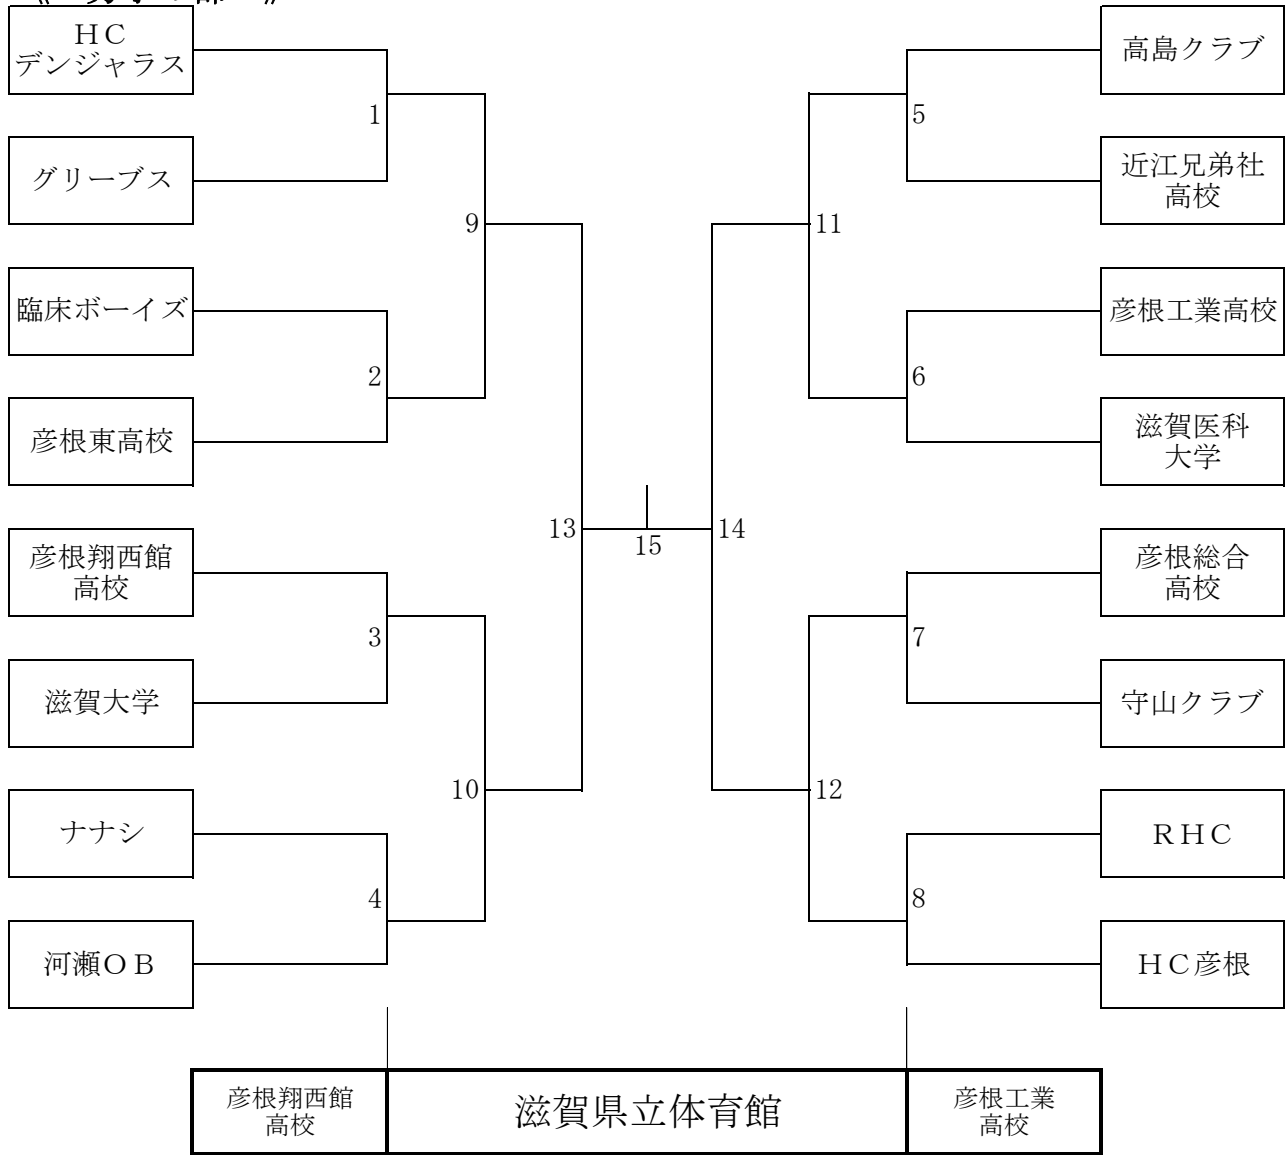 ＨＣ
デンジャラス
グリーブス
臨床ボーイズ
彦根東高校
彦根翔西館
高校
滋賀大学
ナナシ
河瀬ＯＢ
1
2
3
4
9
10
13
15
14
11
12
5
6
7
8
高島クラブ
近江兄弟社
高校
彦根工業高校
滋賀医科
大学
彦根総合
高校
守山クラブ
ＲＨＣ
ＨＣ彦根
彦根翔西館
高校
滋賀県立体育館
彦根工業
高校